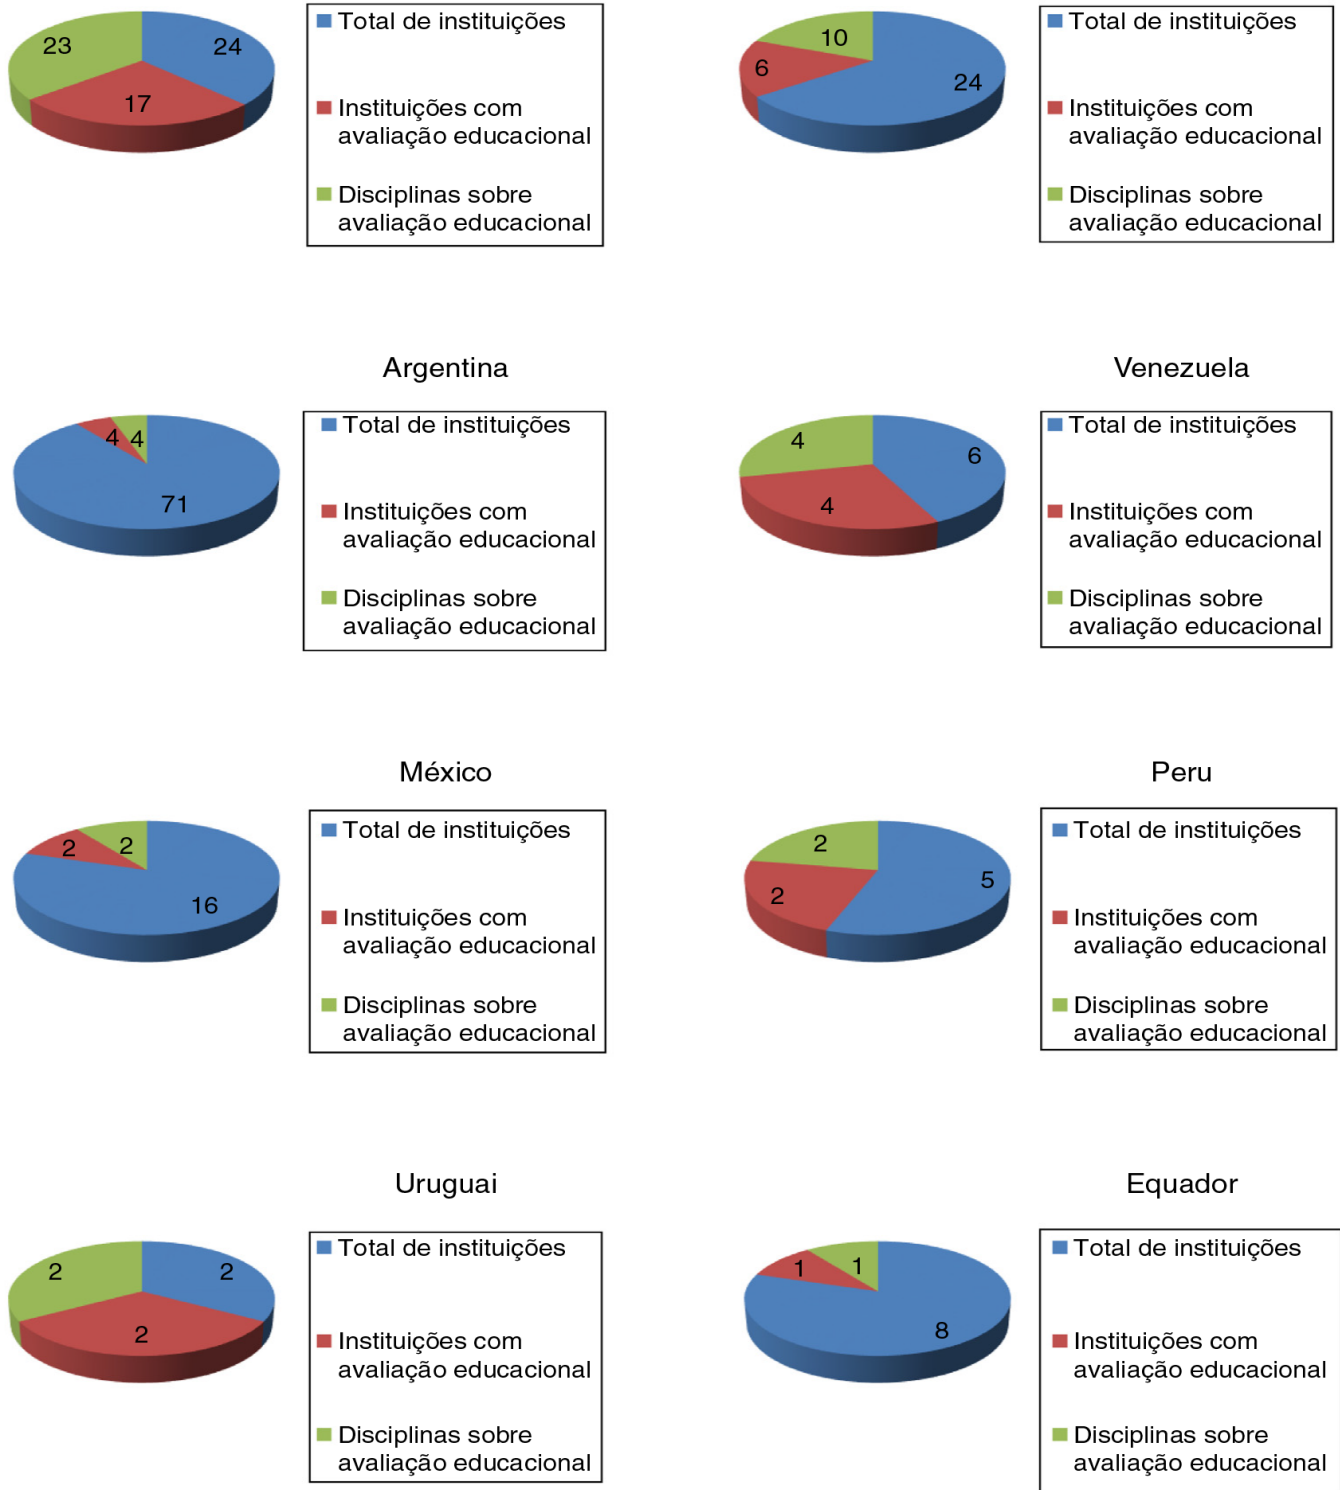 23
24
17
Total de instituições
Instituições com
avaliação educacional
Disciplinas sobre
avaliação educacional
10
6
24
Total de instituições
Instituições com
avaliação educacional
Disciplinas sobre
avaliação educacional
Argentina
4 4
71
Total de instituições
Instituições com
avaliação educacional
Disciplinas sobre
avaliação educacional
Venezuela
4
6
4
Total de instituições
Instituições com
avaliação educacional
Disciplinas sobre
avaliação educacional
México
2
2
16
Total de instituições
Instituições com
avaliação educacional
Disciplinas sobre
avaliação educacional
Peru
2
5
2
Total de instituições
Instituições com
avaliação educacional
Disciplinas sobre
avaliação educacional
Uruguai
2
2
2
Total de instituições
Instituições com
avaliação educacional
Disciplinas sobre
avaliação educacional
Equador
1
1
8
Total de instituições
Instituições com
avaliação educacional
Disciplinas sobre
avaliação educacional